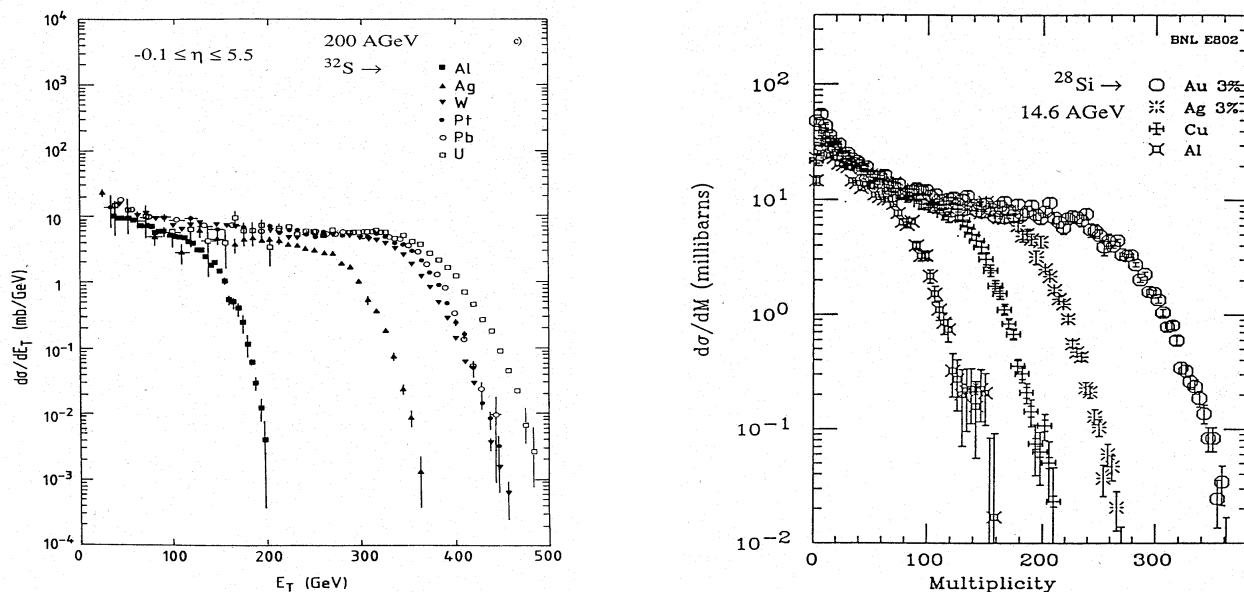 10⁴
10³
10²
10
1
10⁻¹
10⁻²
10⁻³
10⁻⁴
dσ/dE_T (mb/GeV)
-0.1 ≤ η ≤ 5.5
200 AGeV
c)
³²S →
Al
Ag
W
Pt
Pb
U
0
100
200
300
400
500
E_T (GeV)
10²
10¹
10⁰
10⁻¹
10⁻²
dσ/dM (millibarns)
BNL E802
²⁸Si →
14.6 AGeV
Au 3%
Ag 3%
Cu
Al
0
100
200
300
Multiplicity